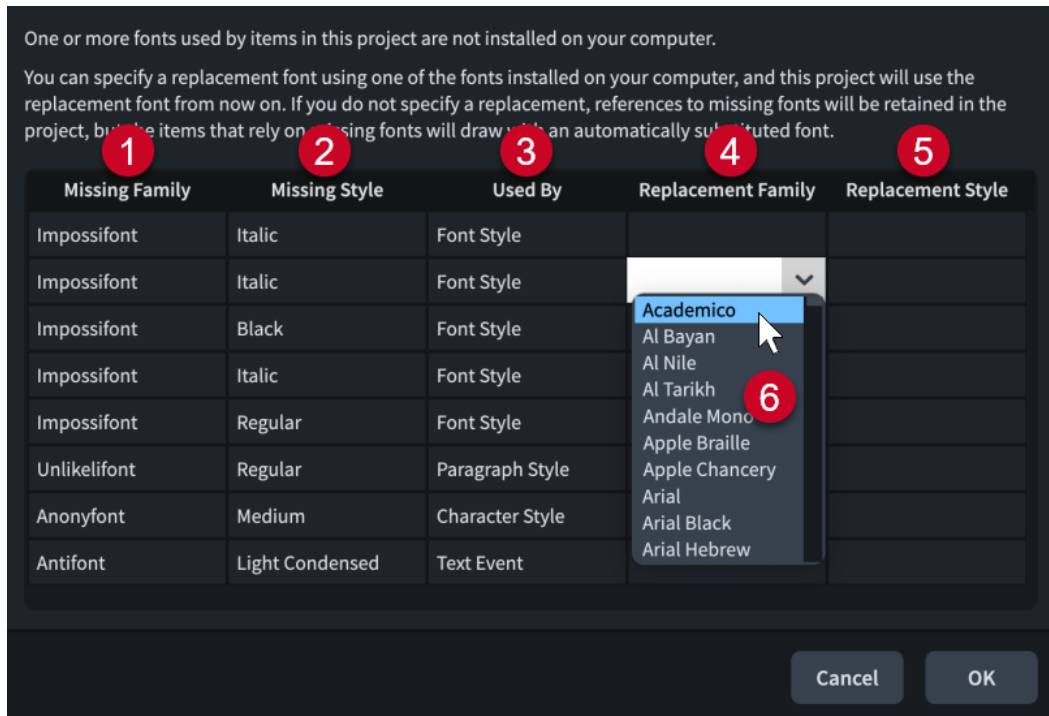 One or more fonts used by items in this project are not installed on your computer.
You can specify a replacement font using one of the fonts installed on your computer, and this project will use the
replacement font from now on. If you do not specify a replacement, references to missing fonts will be retained in the
project, but the items that rely on missing fonts will draw with an automatically substituted font.
1 2 3 4 5
Missing Family Missing Style Used By Replacement Family Replacement Style
Impossifont Italic Font Style
Impossifont Italic Font Style
Academico
Impossifont Black Font Style
Al Bayan
Al Nile
Impossifont Italic Font Style
Al Tarikh
6
Andale Mono
Impossifont Regular Font Style
Apple Braille
Unlikelifont Regular Paragraph Style
Apple Chancery
Arial
Anonyfont Medium Character Style
Arial Black
Arial Hebrew
Antifont Light Condensed Text Event
Cancel OK